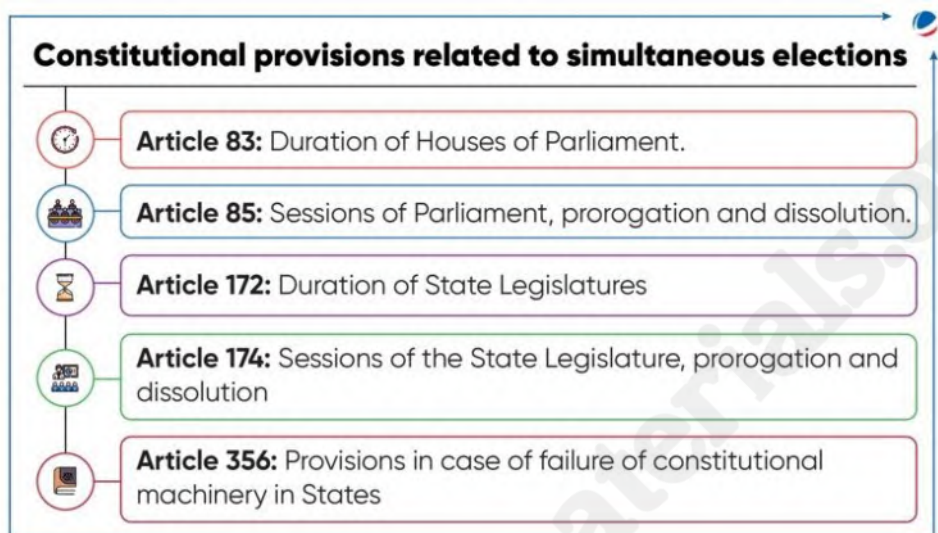 Constitutional provisions related to simultaneous elections
Article 83: Duration of Houses of Parliament.
Article 85: Sessions of Parliament, prorogation and dissolution.
Article 172: Duration of State Legislatures
Article 174: Sessions of the State Legislature, prorogation and
dissolution
Article 356: Provisions in case of failure of constitutional
machinery in States